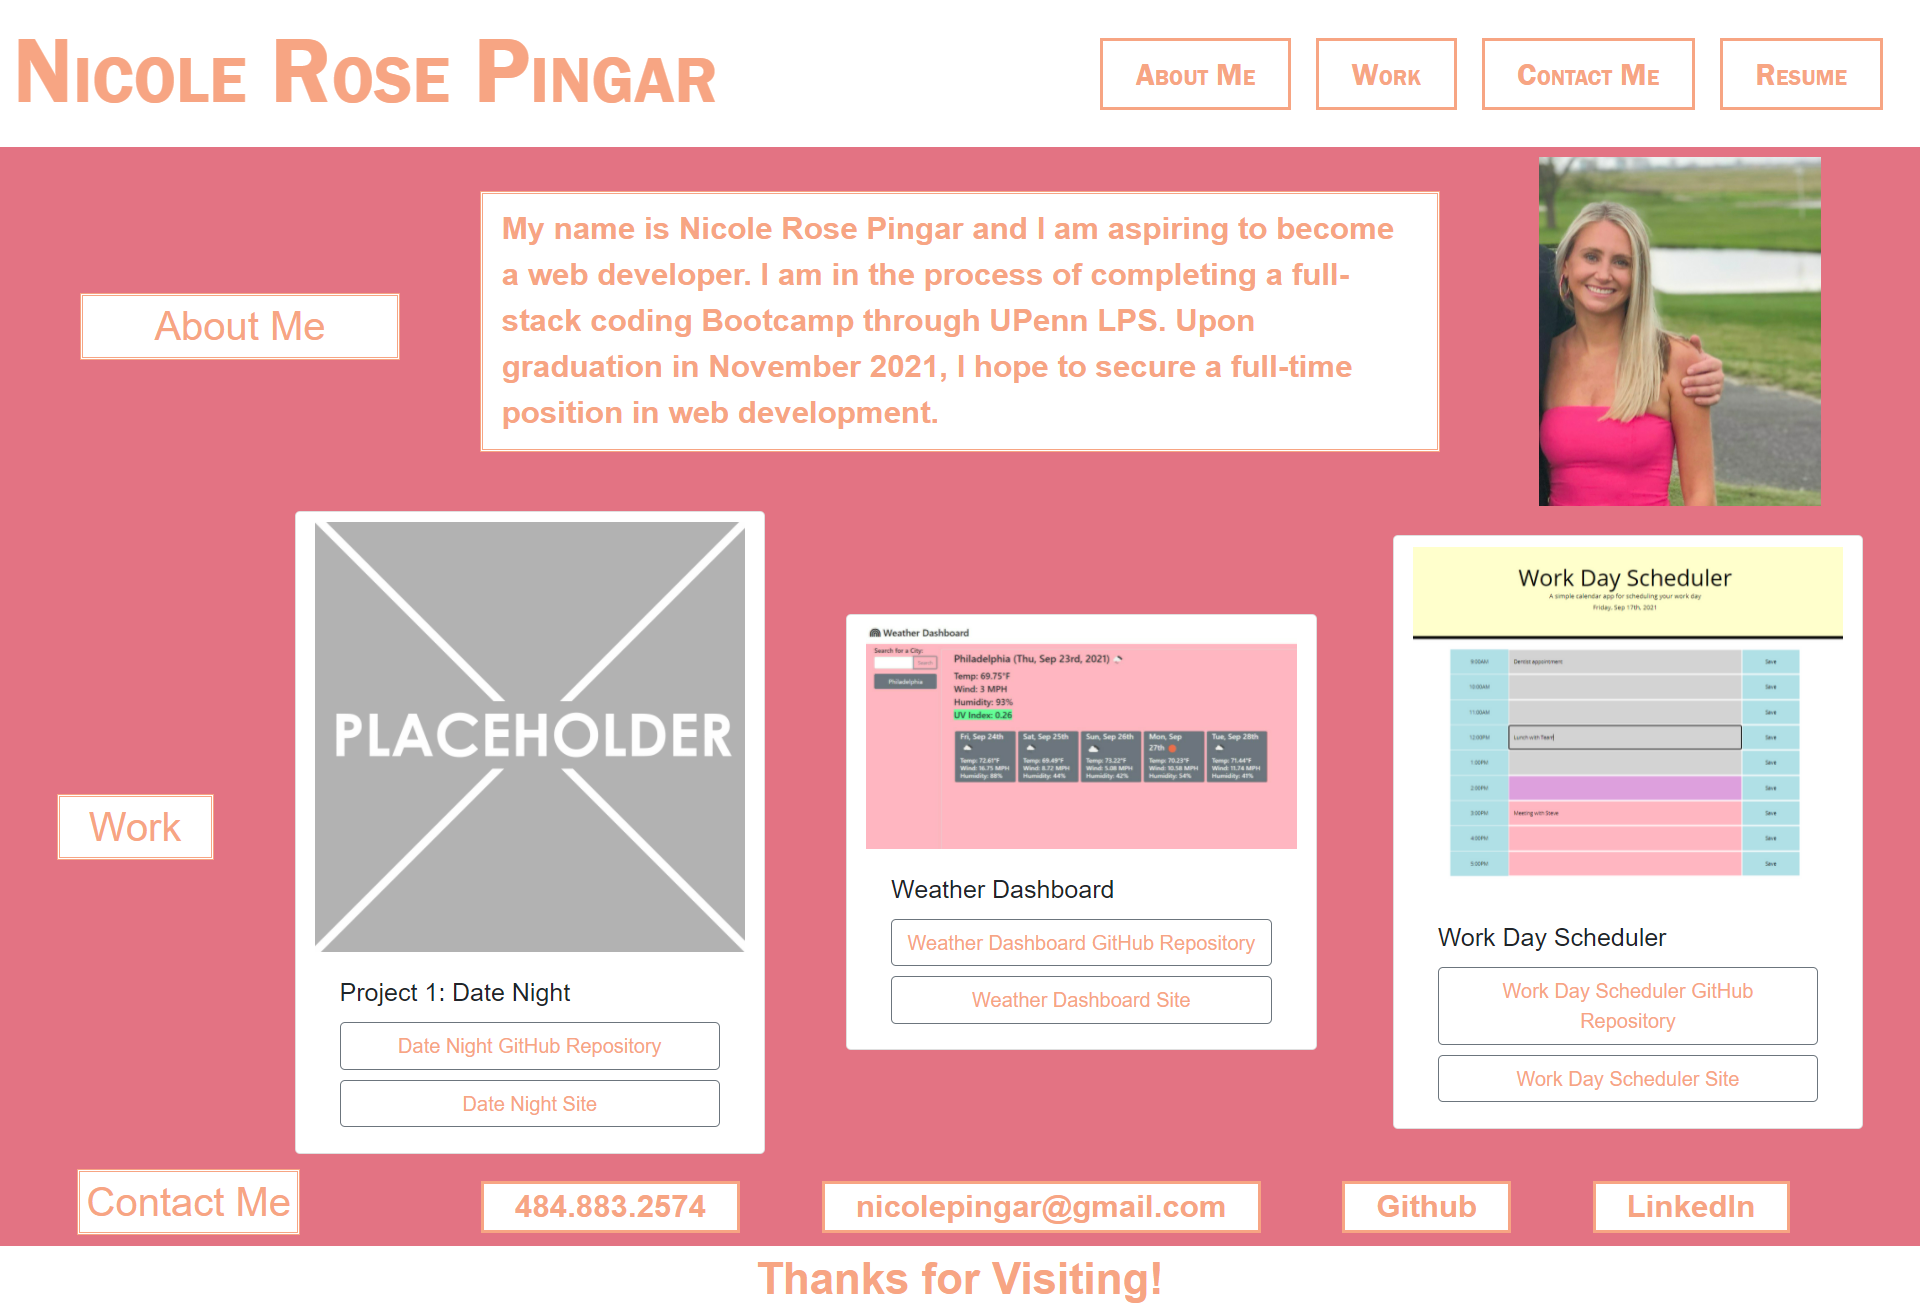 Nicole Rose Pingar
About Me
Work
Contact Me
Resume
About Me
My name is Nicole Rose Pingar and I am aspiring to become
a web developer. I am in the process of completing a full-
stack coding Bootcamp through UPenn LPS. Upon
graduation in November 2021, I hope to secure a full-time
position in web development.
Work
PLACEHOLDER
Project 1: Date Night
Date Night GitHub Repository
Date Night Site
Weather Dashboard
Search for a City:
Search
Philadelphia
Philadelphia (Thu, Sep 23rd, 2021)
Temp: 69.75°F
Wind: 3 MPH
Humidity: 93%
UV Index: 0.26
Fri, Sep 24th
Temp: 72.61°F
Wind: 16.75 MPH
Humidity: 88%
Sat, Sep 25th
Temp: 69.49°F
Wind: 8.72 MPH
Humidity: 44%
Sun, Sep 26th
Temp: 73.22°F
Wind: 5.08 MPH
Humidity: 42%
Mon, Sep
27th
Temp: 70.23°F
Wind: 10.58 MPH
Humidity: 54%
Tue, Sep 28th
Temp: 71.44°F
Wind: 11.74 MPH
Humidity: 41%
Weather Dashboard
Weather Dashboard GitHub Repository
Weather Dashboard Site
Work Day Scheduler
A simple calendar app for scheduling your work day
Friday, Sep 17th, 2021
9:00AM Dentist appointment Save
10:00AM Save
11:00AM Save
12:00PM Lunch with Save
1:00PM Save
2:00PM Save
3:00PM Meeting with Steve Save
4:00PM Save
5:00PM Save
Work Day Scheduler
Work Day Scheduler GitHub
Repository
Work Day Scheduler Site
Contact Me
484.883.2574
nicolepingar@gmail.com
Github
LinkedIn
Thanks for Visiting!